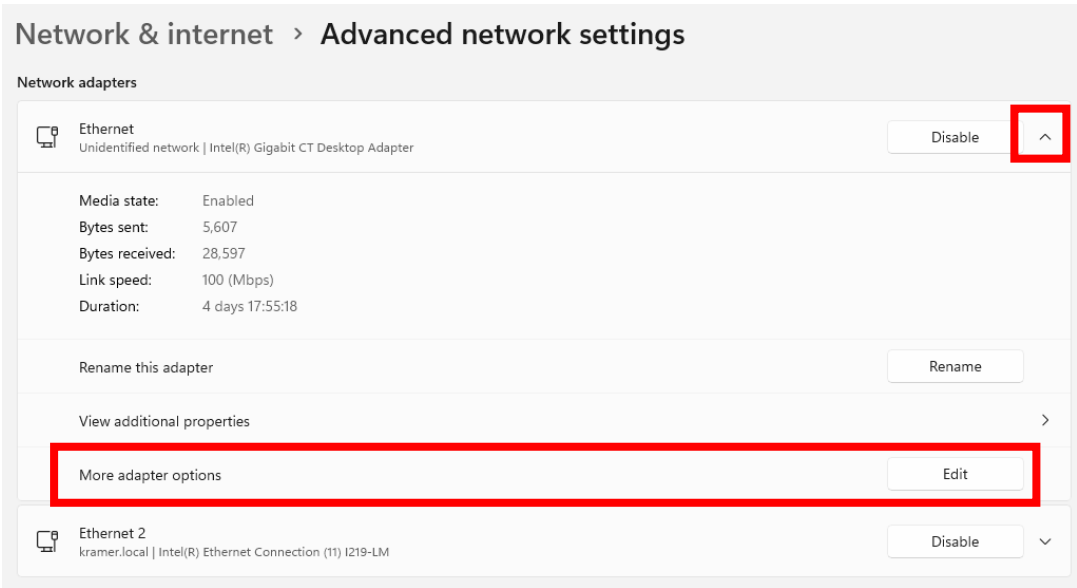 Network & internet > Advanced network settings
Network adapters
Ethernet
Unidentified network | Intel(R) Gigabit CT Desktop Adapter
Disable
Media state: Enabled
Bytes sent: 5,607
Bytes received: 28,597
Link speed: 100 (Mbps)
Duration: 4 days 17:55:18
Rename this adapter Rename
View additional properties
More adapter options Edit
Ethernet 2
kramer.local | Intel(R) Ethernet Connection (11) I219-LM
Disable